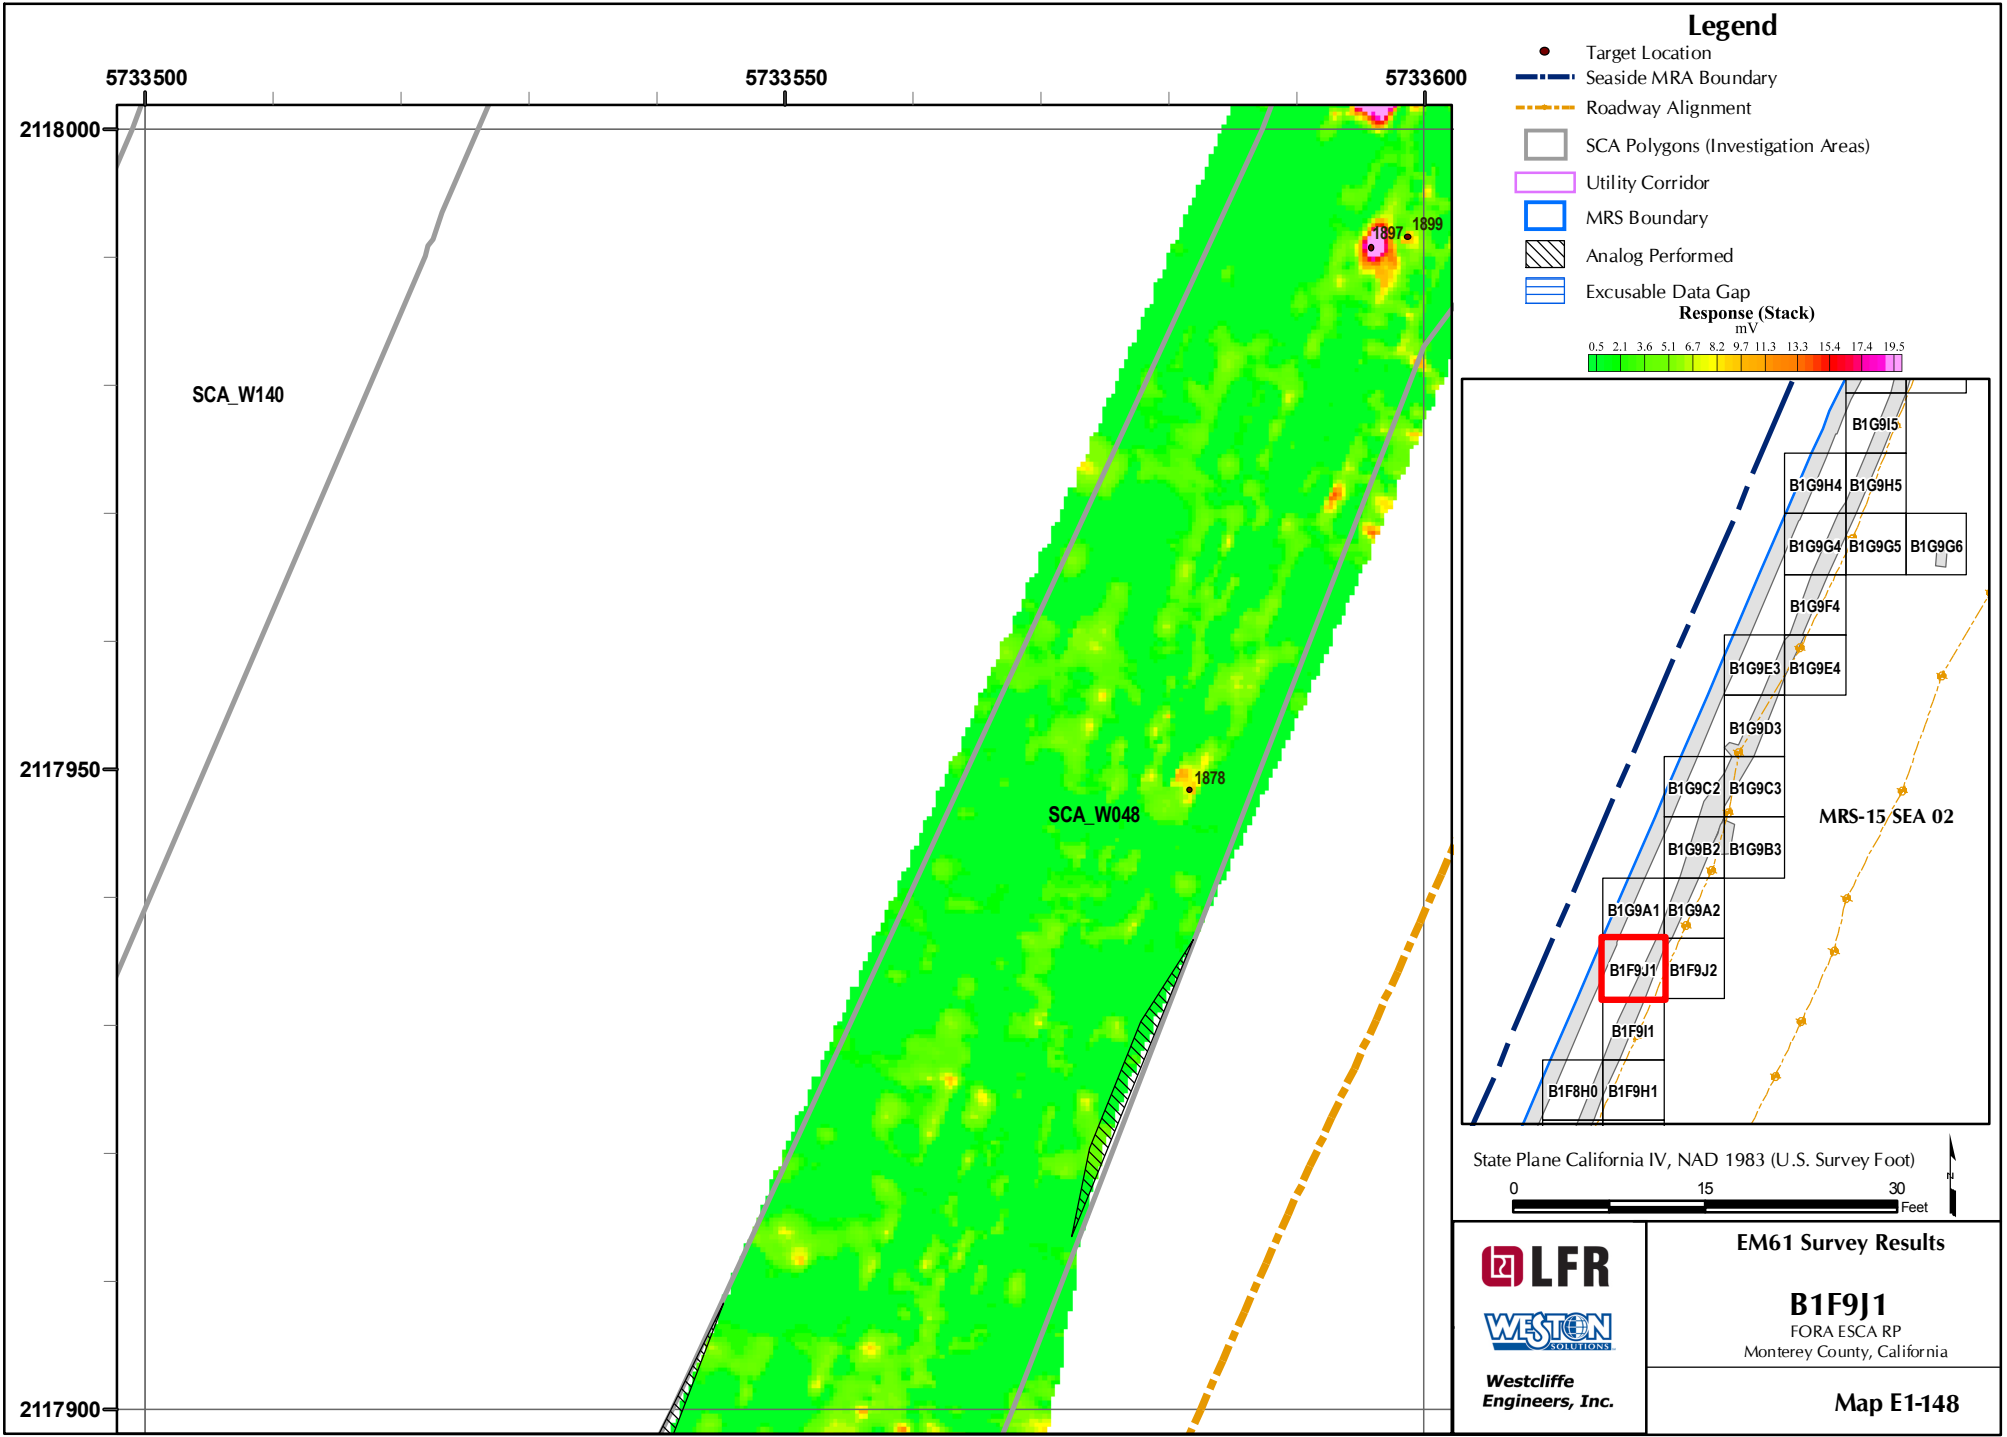 5733500
5733550
5733600
2118000
2117950
2117900
SCA_W140
SCA_W048
1897
1899
1878
Legend
Target Location
Seaside MRA Boundary
Roadway Alignment
SCA Polygons (Investigation Areas)
Utility Corridor
MRS Boundary
Analog Performed
Excusable Data Gap
Response (Stack)
mV
0.5 2.1 3.6 5.1 6.7 8.2 9.7 11.3 13.3 15.4 17.4 19.5
B1G9I5
B1G9H4 B1G9H5
B1G9G4 B1G9G5 B1G9G6
B1G9F4
B1G9E3 B1G9E4
B1G9D3
B1G9C2 B1G9C3
MRS-15 SEA 02
B1G9B2 B1G9B3
B1G9A1 B1G9A2
B1F9J1 B1F9J2
B1F9I1
B1F8H0 B1F9H1
State Plane California IV, NAD 1983 (U.S. Survey Foot)
N
0 15 30
Feet
LFR
WESTON
SOLUTIONS
Westcliffe
Engineers, Inc.
EM61 Survey Results
B1F9J1
FORA ESCA RP
Monterey County, California
Map E1-148